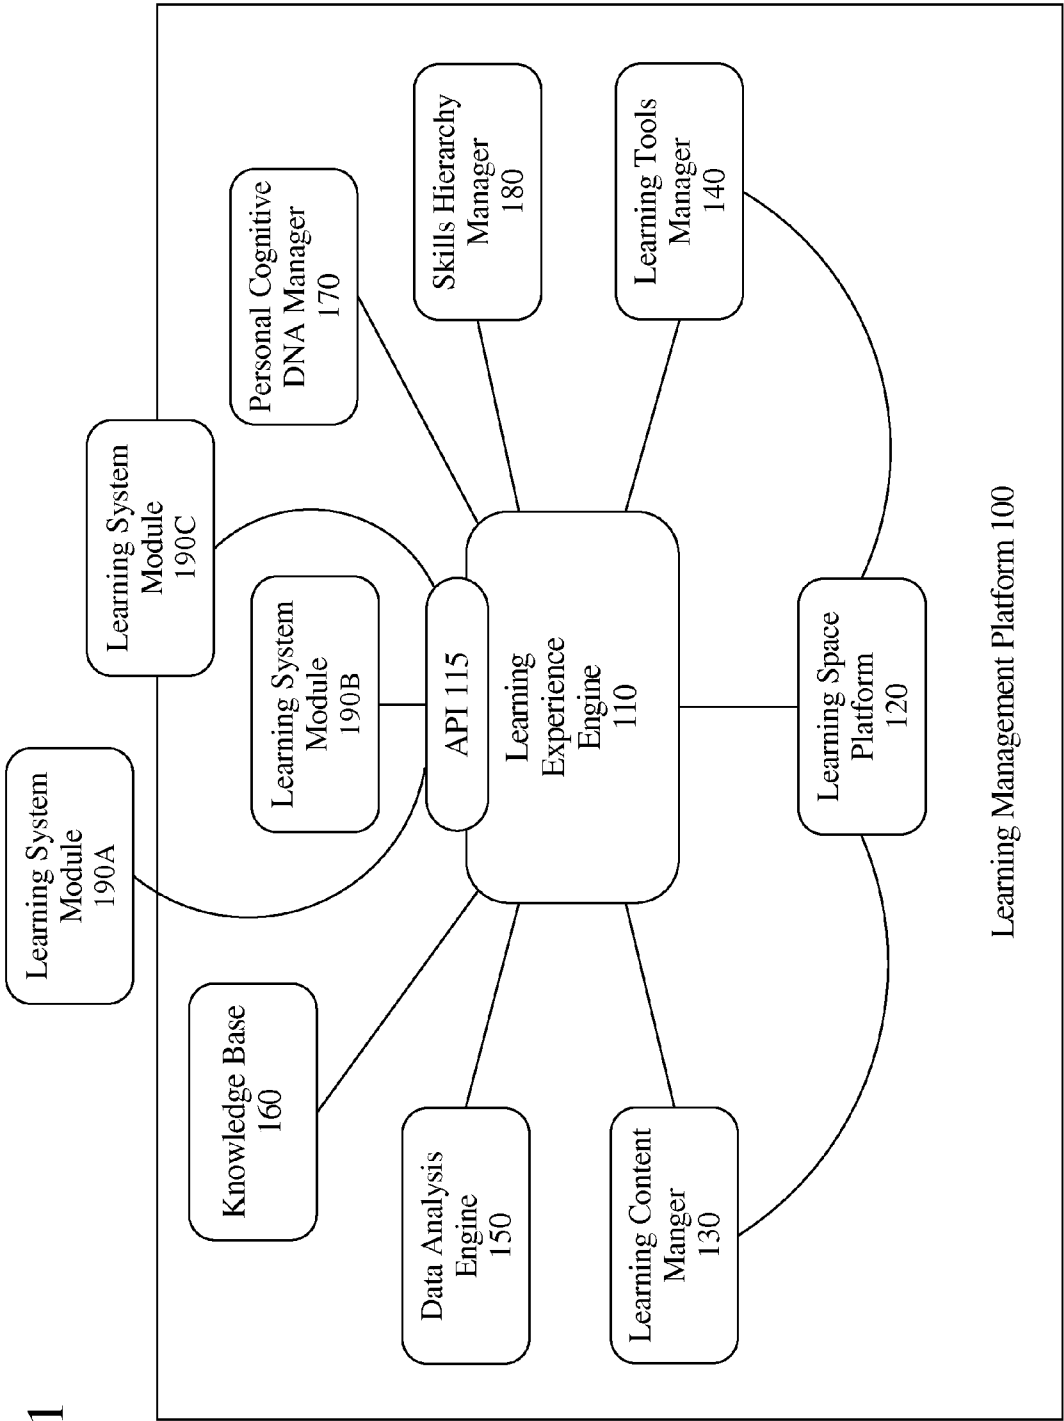 1
Learning System
Module
190A
Learning System
Module
190C
Knowledge Base
160
Learning System
Module
190B
Personal Cognitive
DNA Manager
170
Data Analysis
Engine
150
API 115
Learning
Experience
Engine
110
Skills Hierarchy
Manager
180
Learning Content
Manger
130
Learning Space
Platform
120
Learning Tools
Manager
140
Learning Management Platform 100